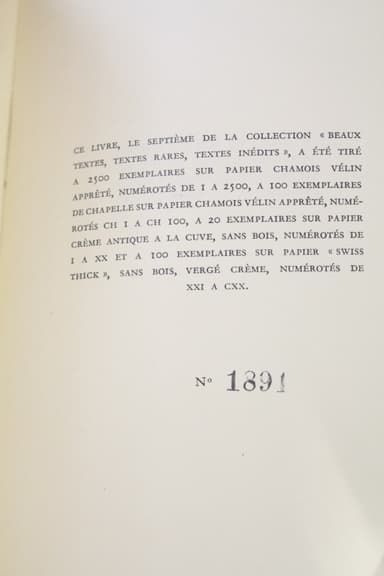 CE LIVRE, LE SEPTIÈME DE LA COLLECTION « BEAUX
TEXTES, TEXTES RARES, TEXTES INÉDITS », A ÉTÉ TIRÉ
A 2500 EXEMPLAIRES SUR PAPIER CHAMOIS VÉLIN
APPRÊTÉ, NUMÉROTÉS DE 1 A 2500, A 100 EXEMPLAIRES
DE CHAPELLE SUR PAPIER CHAMOIS VÉLIN APPRÊTÉ, NUMÉ-
ROTÉS CH 1 A CH 100, A 20 EXEMPLAIRES SUR PAPIER
CRÈME ANTIQUE A LA CUVE, SANS BOIS, NUMÉROTÉS DE
I A XX ET A 100 EXEMPLAIRES SUR PAPIER « SWISS
THICK », SANS BOIS, VERGÉ CRÈME, NUMÉROTÉS DE
XXI A CXX.
Nº 1891